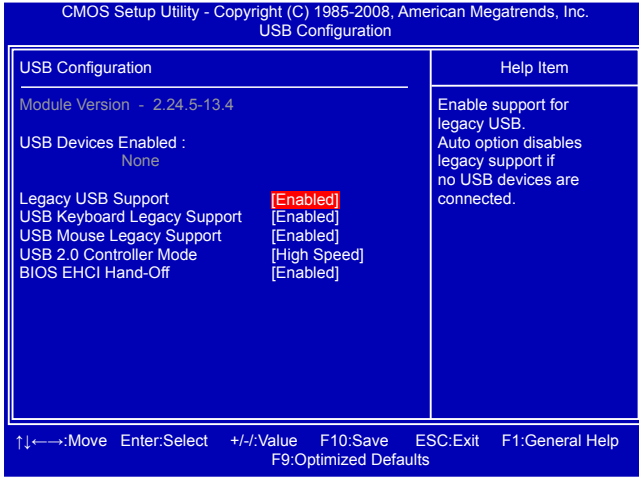 CMOS Setup Utility - Copyright (C) 1985-2008, American Megatrends, Inc.
USB Configuration
USB Configuration
Module Version - 2.24.5-13.4
USB Devices Enabled :
None
Legacy USB Support [Enabled]
USB Keyboard Legacy Support [Enabled]
USB Mouse Legacy Support [Enabled]
USB 2.0 Controller Mode [High Speed]
BIOS EHCI Hand-Off [Enabled]
Help Item
Enable support for
legacy USB.
Auto option disables
legacy support if
no USB devices are
connected.
↑↓←→:Move Enter:Select +/-/:Value F10:Save ESC:Exit F1:General Help
F9:Optimized Defaults